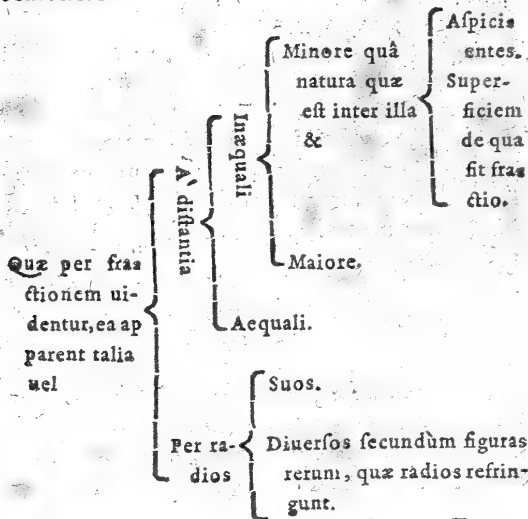 Quæ per fra⸗
ctionem ui-
dentur, ea ap
parent talia
uel
A' diſtantia
Inæquali
Minore quâ
natura quæ
eſt inter illa
&
Aſpici⸗
entes.
Super-
ficiem
de qua
fit fra⸗
ctio.
Maiore.
Aequali.
Per ra-
dios
Suos.
Diuerſos ſecundùm figuras
rerum, quæ radios refrin-
gunt.